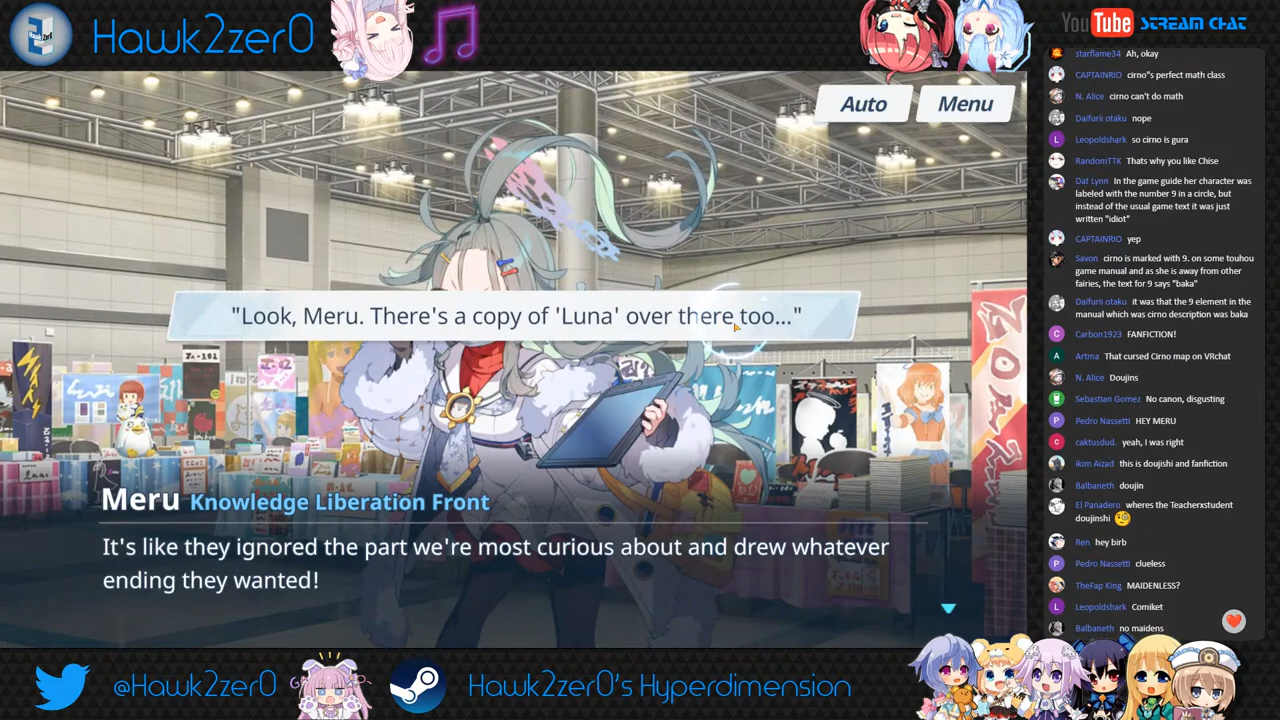 Hawk2zer0
YouTube STREAM CHAT
Auto
Menu
"Look, Meru. There's a copy of 'Luna' over there too..."
Meru Knowledge Liberation Front
It's like they ignored the part we're most curious about and drew whatever
ending they wanted!
starflame34 Ah, okay
CAPTAINRIO cirno"s perfect math class
N. Alice cirno can't do math
Daifurii otaku nope
Leopoldshark so cirno is gura
RandomTTK Thats why you like Chise
Dat Lynn In the game guide her character was
labeled with the number 9 in a circle, but
instead of the usual game text it was just
written "idiot"
CAPTAINRIO yep
Savon cirno is marked with 9. on some touhou
game manual and as she is away from other
fairies, the text for 9 says "baka"
Daifurii otaku it was that the 9 element in the
manual which was cirno description was baka
Carbon1923 FANFICTION!
Artma That cursed Cirno map on VRchat
N. Alice Doujins
Sebastian Gomez No canon, disgusting
Pedro Nassetti HEY MERU
caktusdud. yeah, I was right
ikim Aizad this is doujishi and fanfiction
Balbaneth doujin
El Panadero wheres the Teacherxstudent
doujinshi
Ren hey birb
Pedro Nassetti clueless
TheFap King MAIDENLESS?
Leopoldshark Comiket
Balbaneth no maidens
@Hawk2zer0
Hawk2zer0's Hyperdimension